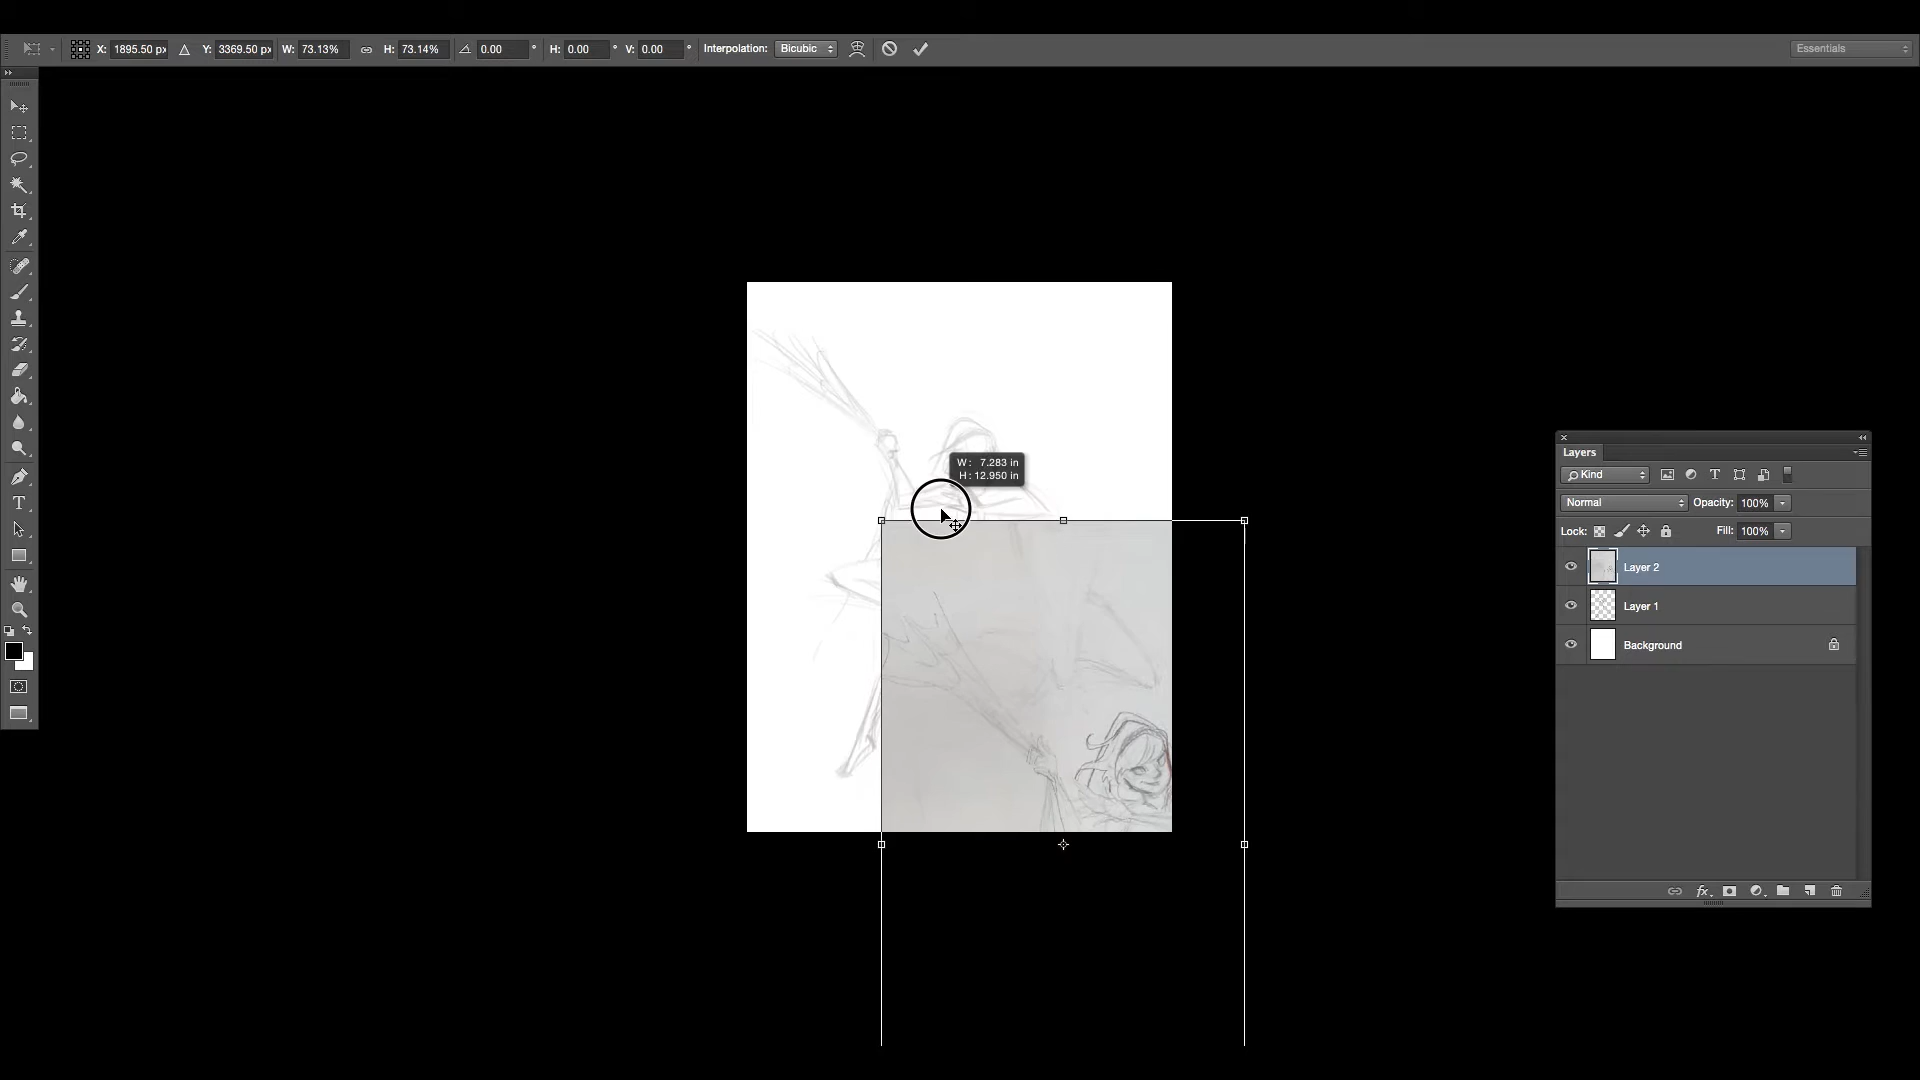 X: 1895.50 px Y: 3369.50 px W: 73.13% H: 73.14% 0.00 ° H: 0.00 ° V: 0.00 ° Interpolation: Bicubic Essentials
W: 7.283 in
H: 12.950 in
Layers
Kind
Normal Opacity: 100%
Lock: Fill: 100%
Layer 2
Layer 1
Background
fx